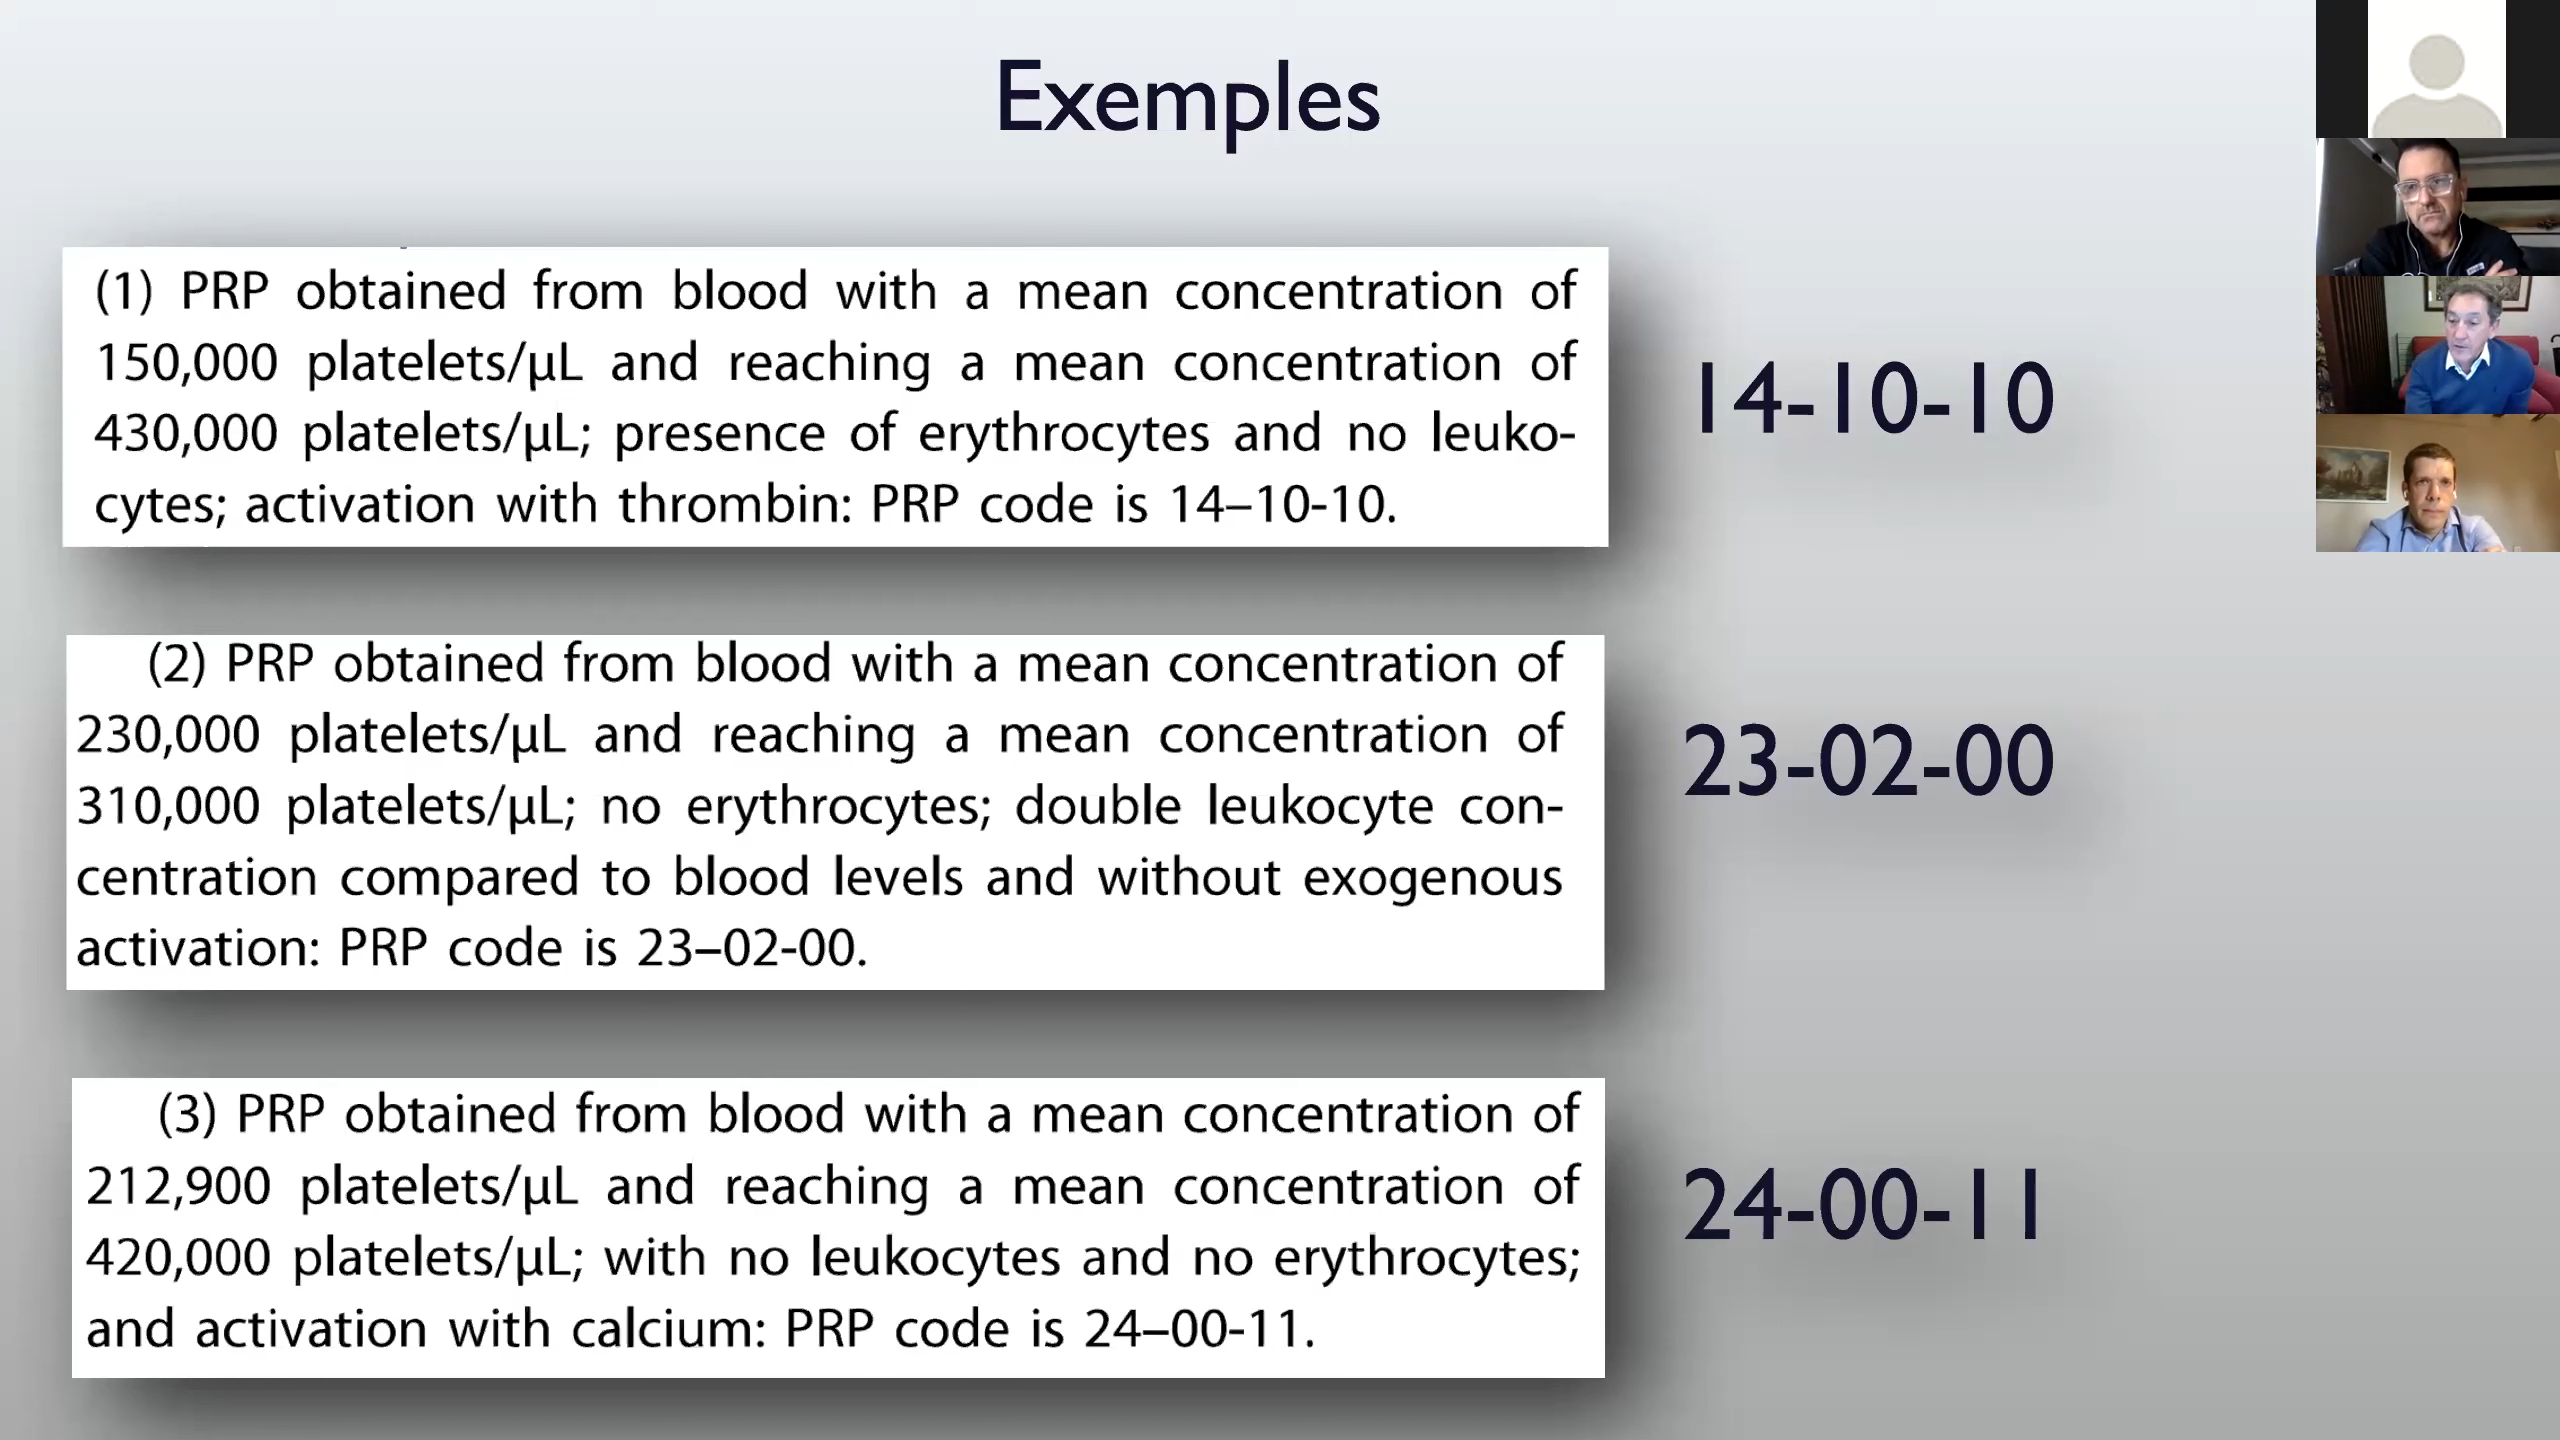 Exemples
(1) PRP obtained from blood with a mean concentration of
150,000 platelets/μL and reaching a mean concentration of
430,000 platelets/μL; presence of erythrocytes and no leuko-
cytes; activation with thrombin: PRP code is 14–10-10.
14-10-10
(2) PRP obtained from blood with a mean concentration of
230,000 platelets/μL and reaching a mean concentration of
310,000 platelets/μL; no erythrocytes; double leukocyte con-
centration compared to blood levels and without exogenous
activation: PRP code is 23–02-00.
23-02-00
(3) PRP obtained from blood with a mean concentration of
212,900 platelets/μL and reaching a mean concentration of
420,000 platelets/μL; with no leukocytes and no erythrocytes;
and activation with calcium: PRP code is 24–00-11.
24-00-11